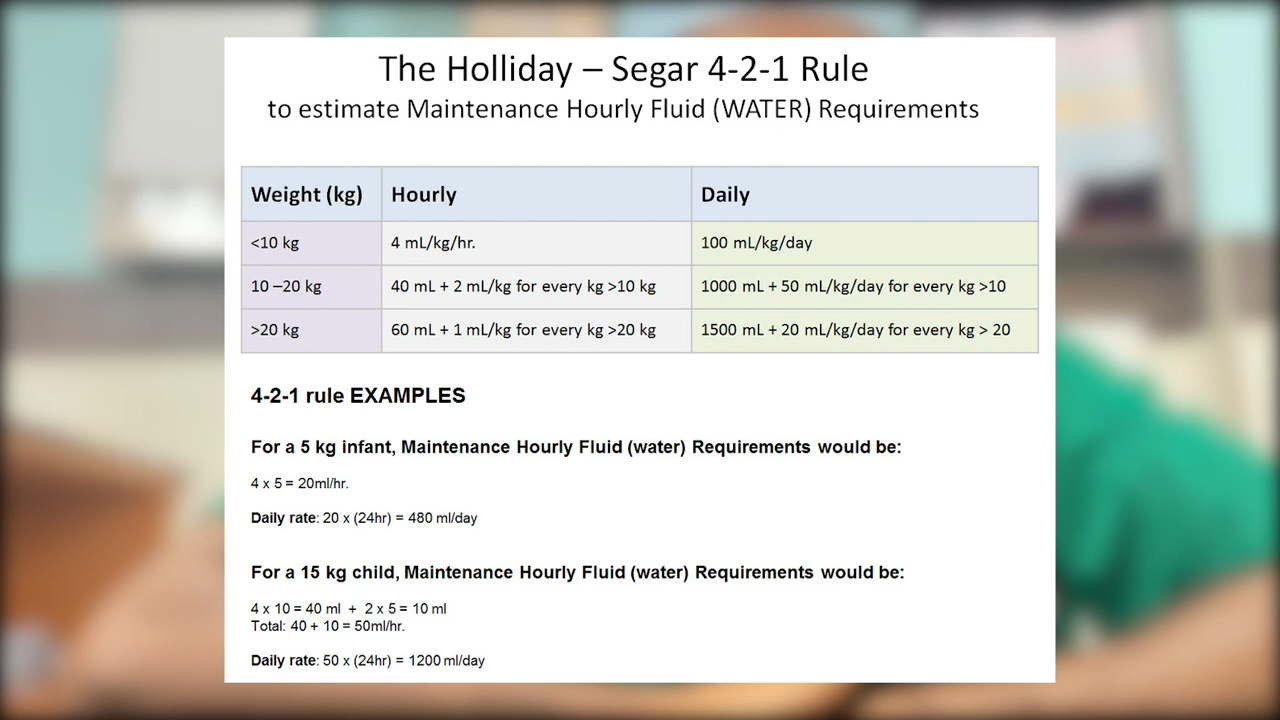 The Holliday – Segar 4-2-1 Rule
to estimate Maintenance Hourly Fluid (WATER) Requirements
Weight (kg) Hourly Daily
<10 kg 4 mL/kg/hr. 100 mL/kg/day
10 –20 kg 40 mL + 2 mL/kg for every kg >10 kg 1000 mL + 50 mL/kg/day for every kg >10
>20 kg 60 mL + 1 mL/kg for every kg >20 kg 1500 mL + 20 mL/kg/day for every kg > 20
4-2-1 rule EXAMPLES
For a 5 kg infant, Maintenance Hourly Fluid (water) Requirements would be:
4 x 5 = 20ml/hr.
Daily rate: 20 x (24hr) = 480 ml/day
For a 15 kg child, Maintenance Hourly Fluid (water) Requirements would be:
4 x 10 = 40 ml + 2 x 5 = 10 ml
Total: 40 + 10 = 50ml/hr.
Daily rate: 50 x (24hr) = 1200 ml/day